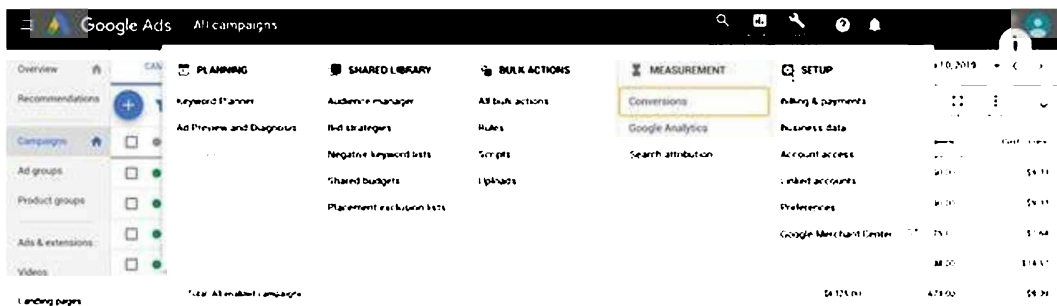 Google Ads All campaigns
Overview
Recommendations
Campaigns
Ad groups
Product groups
Ads & extensions
Videos
Landing pages
PLANNING
Keyword Planner
Ad Preview and Diagnosis
SHARED LIBRARY
Audience manager
Bid strategies
Negative keyword lists
Shared budgets
Placement exclusion lists
BULK ACTIONS
All bulk actions
Rules
Scripts
Uploads
MEASUREMENT
Conversions
Google Analytics
Search attribution
SETUP
Billing & payments
Business data
Account access
Linked accounts
Preferences
Google Merchant Center
Total: All enabled campaigns